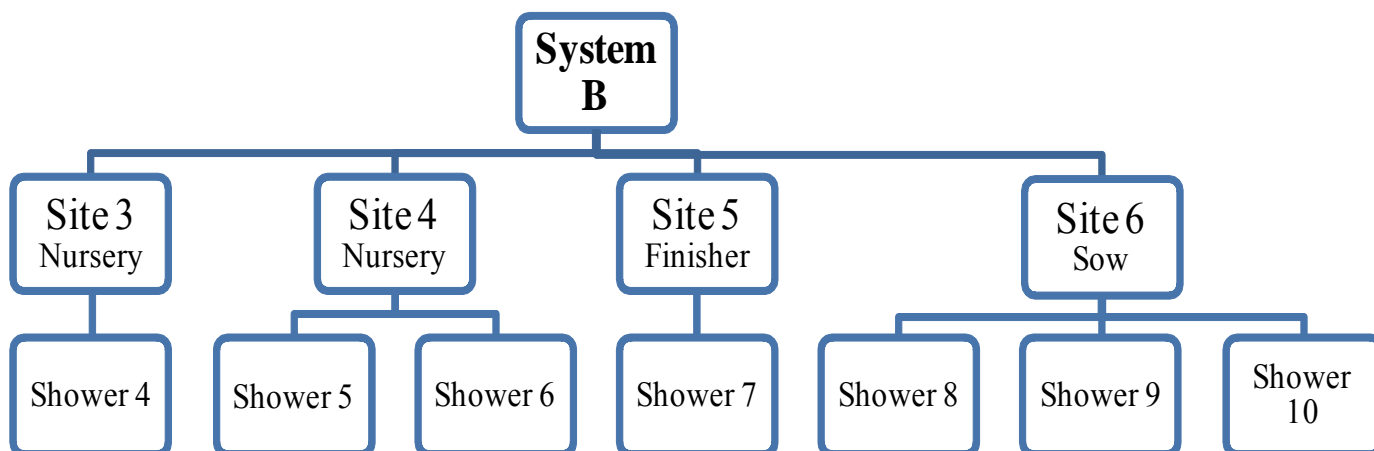 System
B
Site 3
Nursery
Site 4
Nursery
Site 5
Finisher
Site 6
Sow
Shower 4
Shower 5
Shower 6
Shower 7
Shower 8
Shower 9
Shower
10